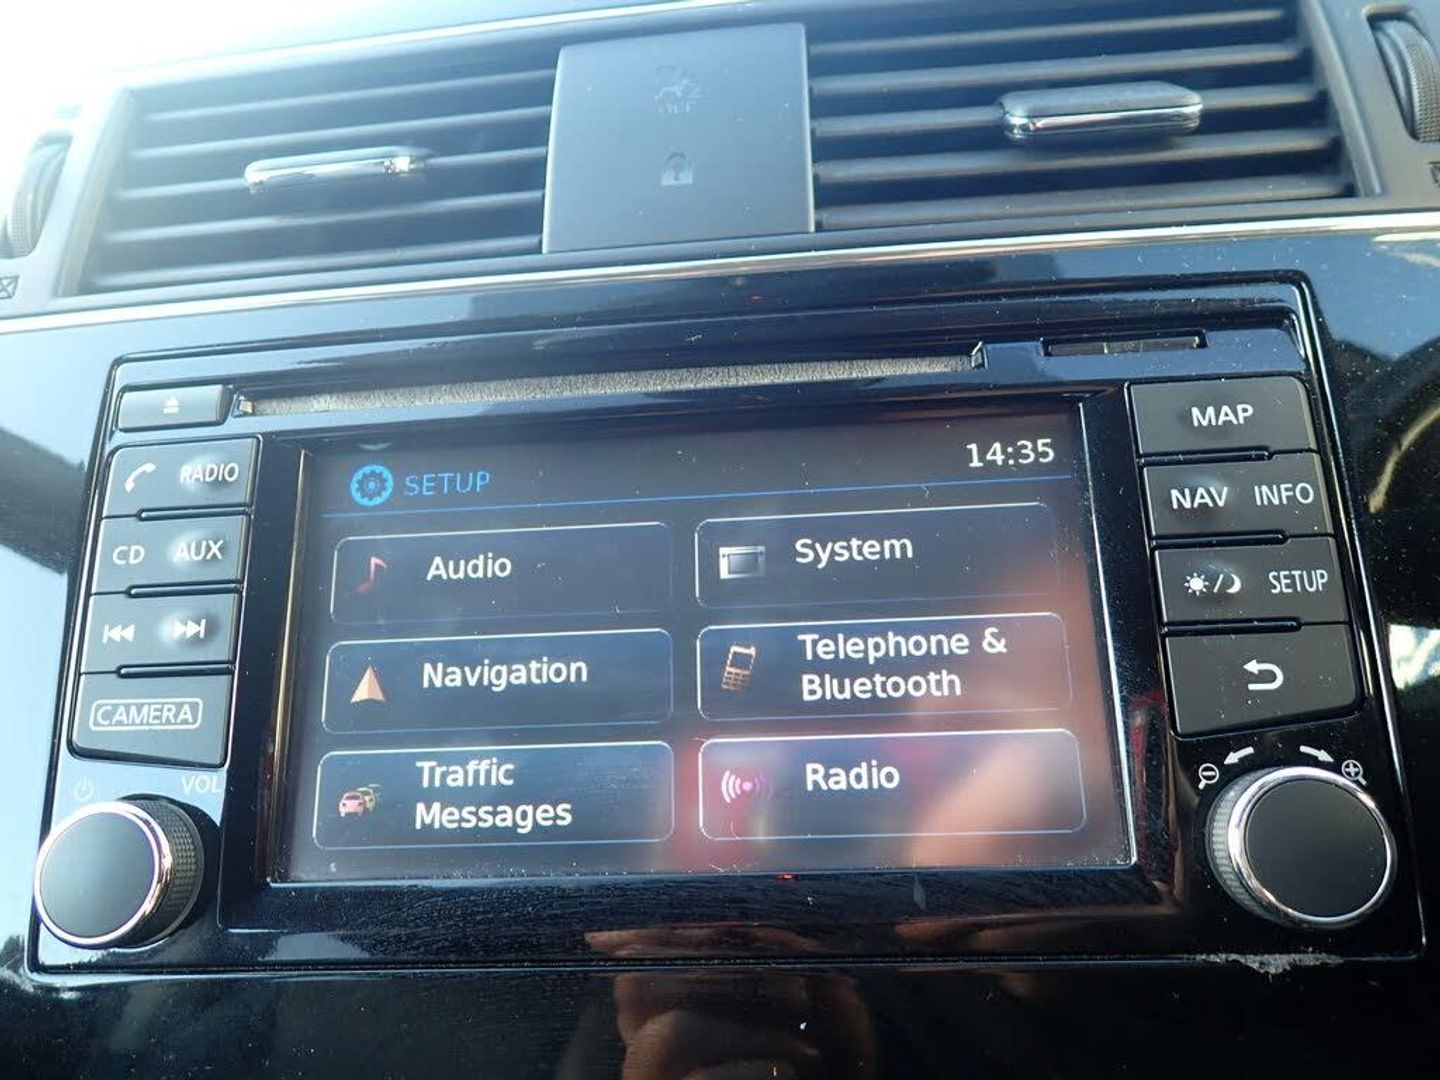 OFF
MAP
RADIO
CD AUX
CAMERA
VOL
SETUP
14:35
Audio
System
Navigation
Telephone &
Bluetooth
Traffic
Messages
Radio
NAV INFO
SETUP